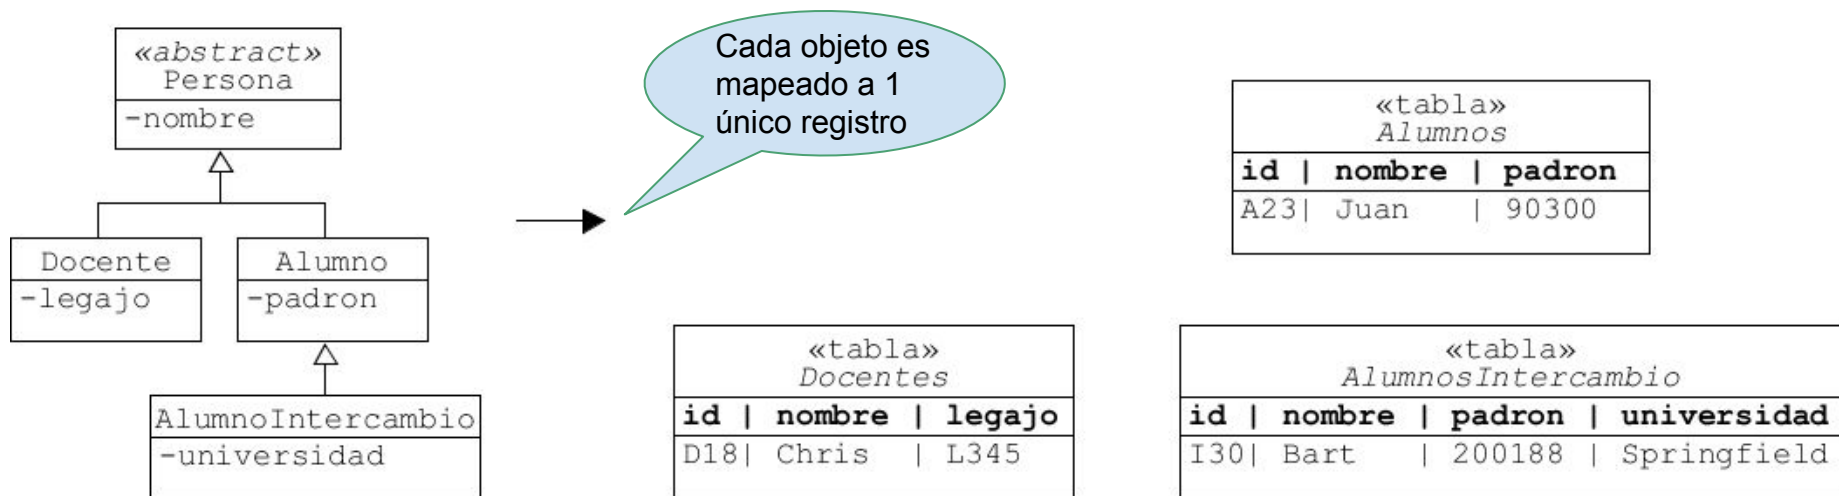 «abstract»
Persona
-nombre
Docente
-legajo
Alumno
-padron
AlumnoIntercambio
-universidad
Cada objeto es
mapeado a 1
único registro
«tabla»
Alumnos
id | nombre | padron
A23| Juan | 90300
«tabla»
Docentes
id | nombre | legajo
D18| Chris | L345
«tabla»
AlumnosIntercambio
id | nombre | padron | universidad
I30| Bart | 200188 | Springfield